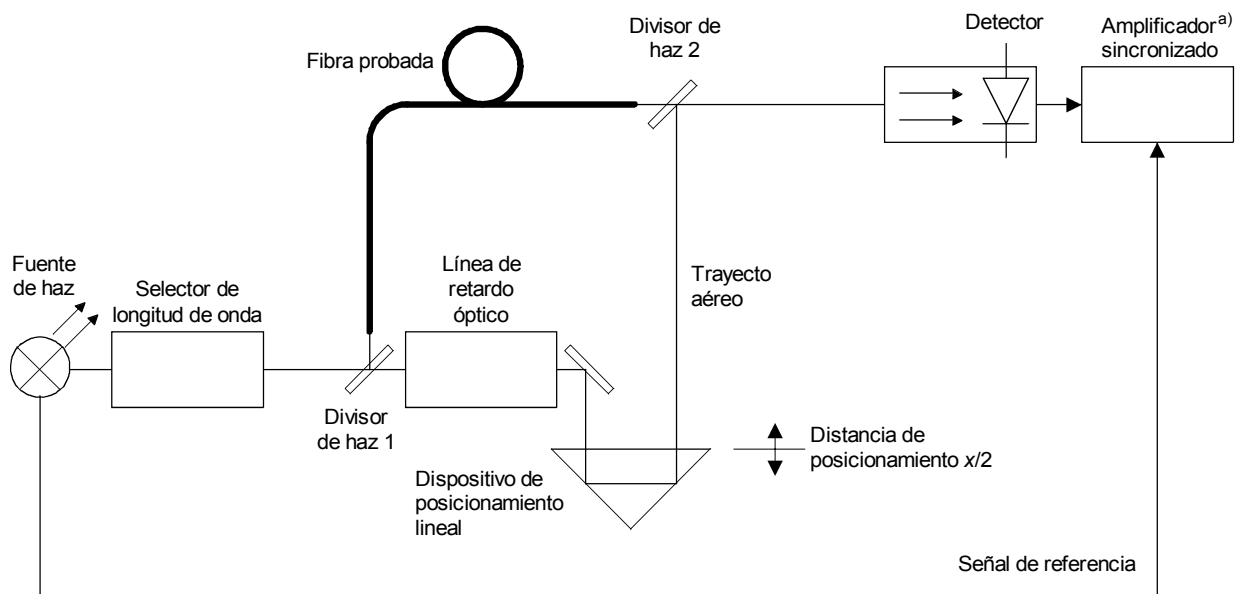 Detector
Amplificador a)
sincronizado
Divisor de
haz 2
Fibra probada
Fuente
de haz
Selector de
longitud de onda
Línea de
retardo
óptico
Trayecto
aéreo
Divisor
de haz 1
Distancia de
posicionamiento x/2
Dispositivo de
posicionamiento
lineal
Señal de referencia